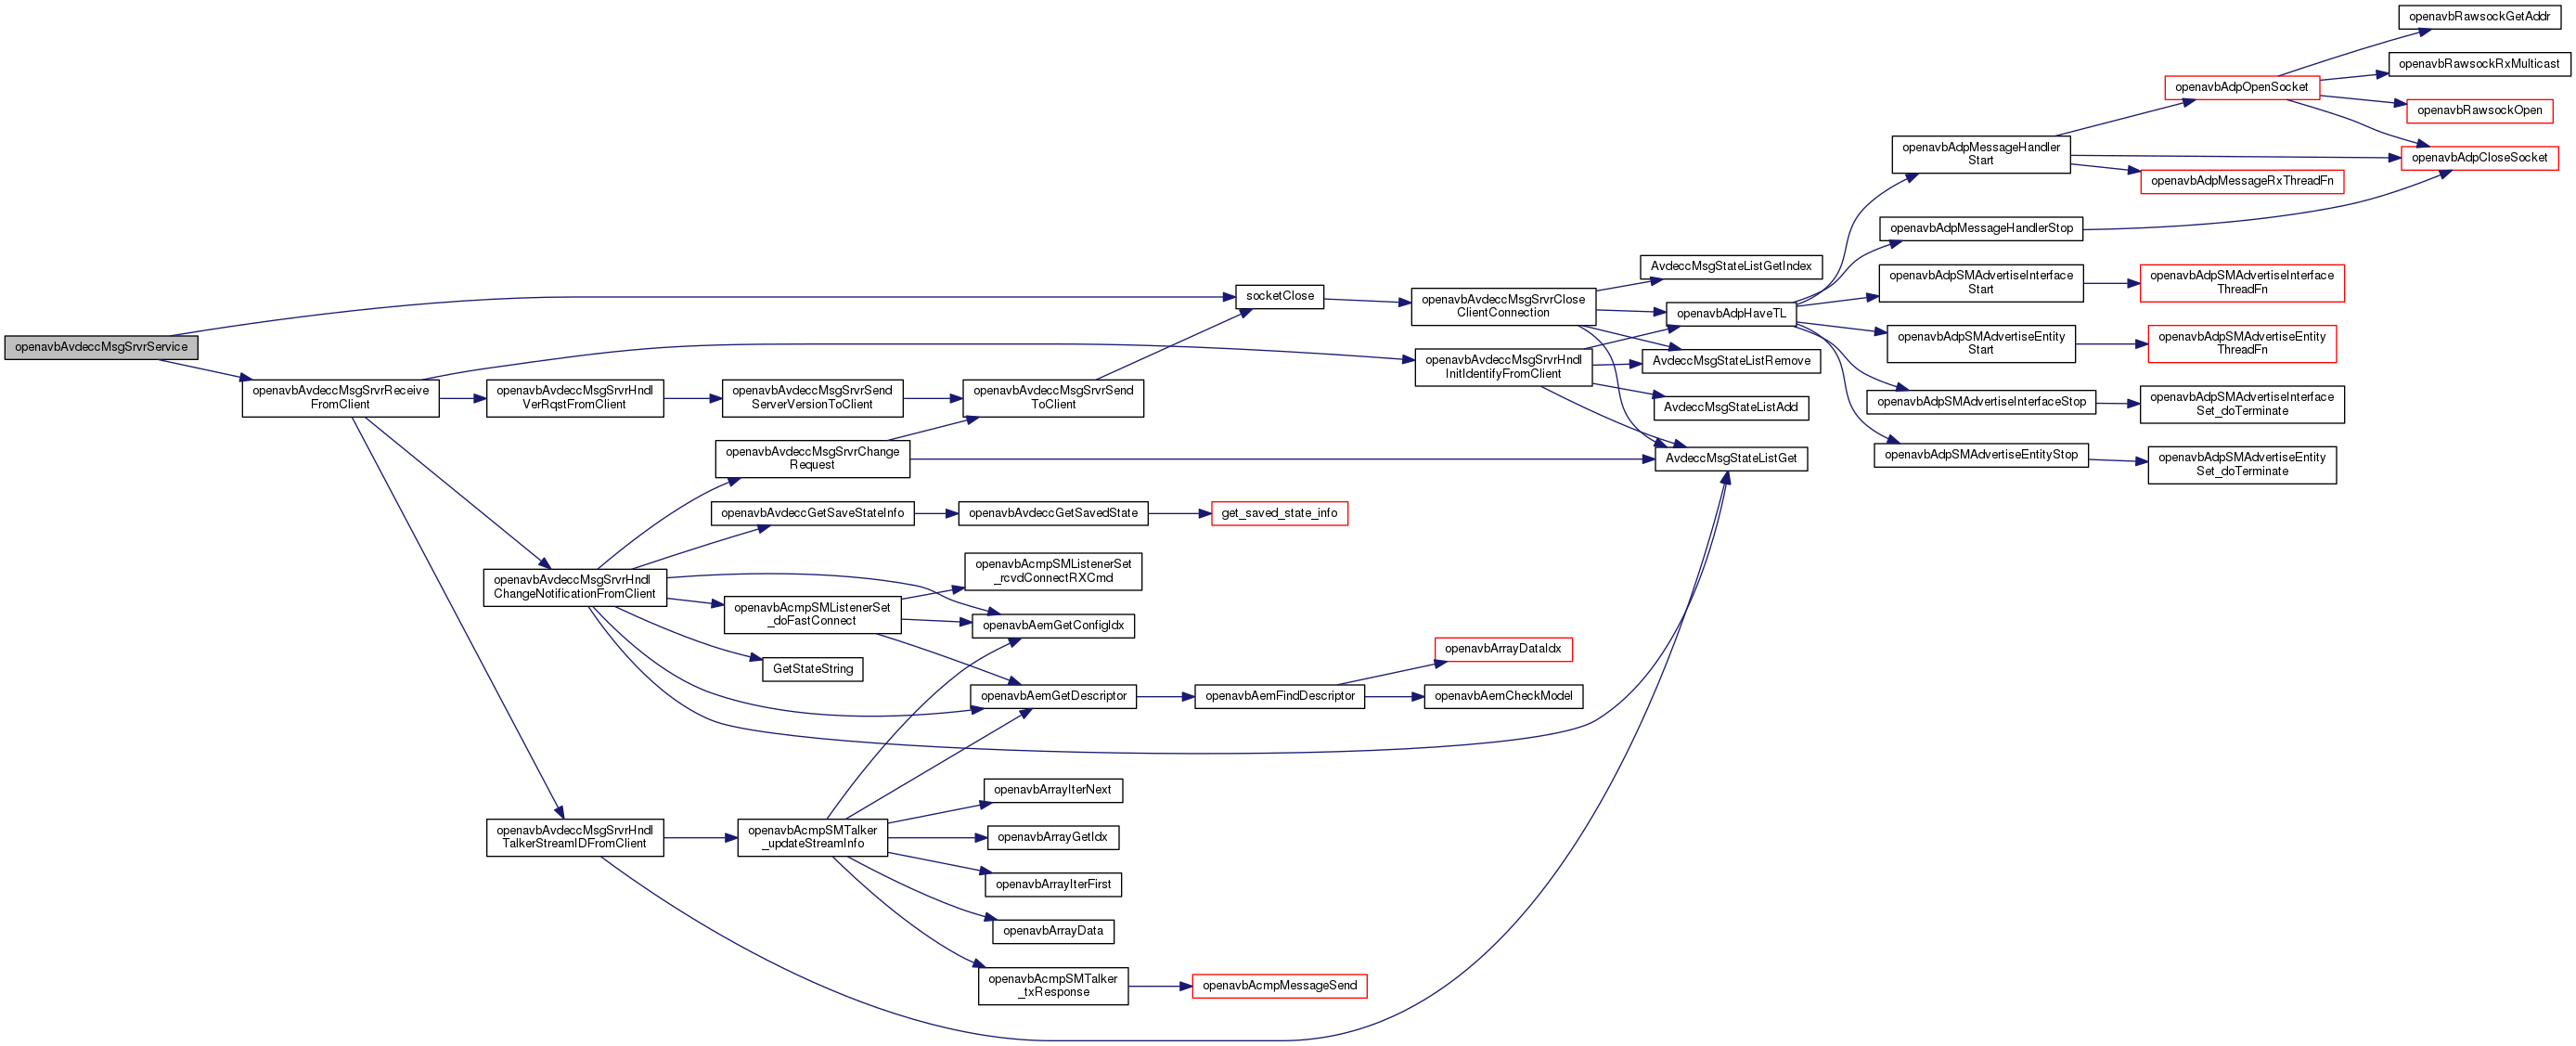 openavbAvdeccMsgSrvrService
openavbAvdeccMsgSrvrReceive
FromClient
openavbAvdeccMsgSrvrHndl
VerRqstFromClient
openavbAvdeccMsgSrvrHndl
ChangeNotificationFromClient
openavbAvdeccMsgSrvrHndl
TalkerStreamIDFromClient
openavbAvdeccMsgSrvrSend
ServerVersionToClient
openavbAvdeccMsgSrvrChange
Request
openavbAvdeccGetSaveStateInfo
openavbAcmpSMListenerSet
_doFastConnect
GetStateString
openavbAcmpSMTalker
_updateStreamInfo
openavbAvdeccMsgSrvrSend
ToClient
openavbAvdeccGetSavedState
openavbAcmpSMListenerSet
_rcvdConnectRXCmd
openavbAemGetConfigIdx
openavbAemGetDescriptor
openavbArrayIterNext
openavbArrayGetIdx
openavbArrayIterFirst
openavbArrayData
openavbAcmpSMTalker
_txResponse
socketClose
get_saved_state_info
openavbAemFindDescriptor
openavbAcmpMessageSend
openavbAvdeccMsgSrvrClose
ClientConnection
openavbAvdeccMsgSrvrHndl
InitIdentifyFromClient
openavbArrayDataIdx
openavbAemCheckModel
AvdeccMsgStateListGetIndex
openavbAdpHaveTL
AvdeccMsgStateListRemove
AvdeccMsgStateListAdd
AvdeccMsgStateListGet
openavbAdpMessageHandler
Start
openavbAdpMessageHandlerStop
openavbAdpSMAdvertiseInterface
Start
openavbAdpSMAdvertiseEntity
Start
openavbAdpSMAdvertiseInterfaceStop
openavbAdpSMAdvertiseEntityStop
openavbAdpOpenSocket
openavbAdpMessageRxThreadFn
openavbAdpSMAdvertiseInterface
ThreadFn
openavbAdpSMAdvertiseEntity
ThreadFn
openavbAdpSMAdvertiseInterface
Set_doTerminate
openavbAdpSMAdvertiseEntity
Set_doTerminate
openavbRawsockGetAddr
openavbRawsockRxMulticast
openavbRawsockOpen
openavbAdpCloseSocket